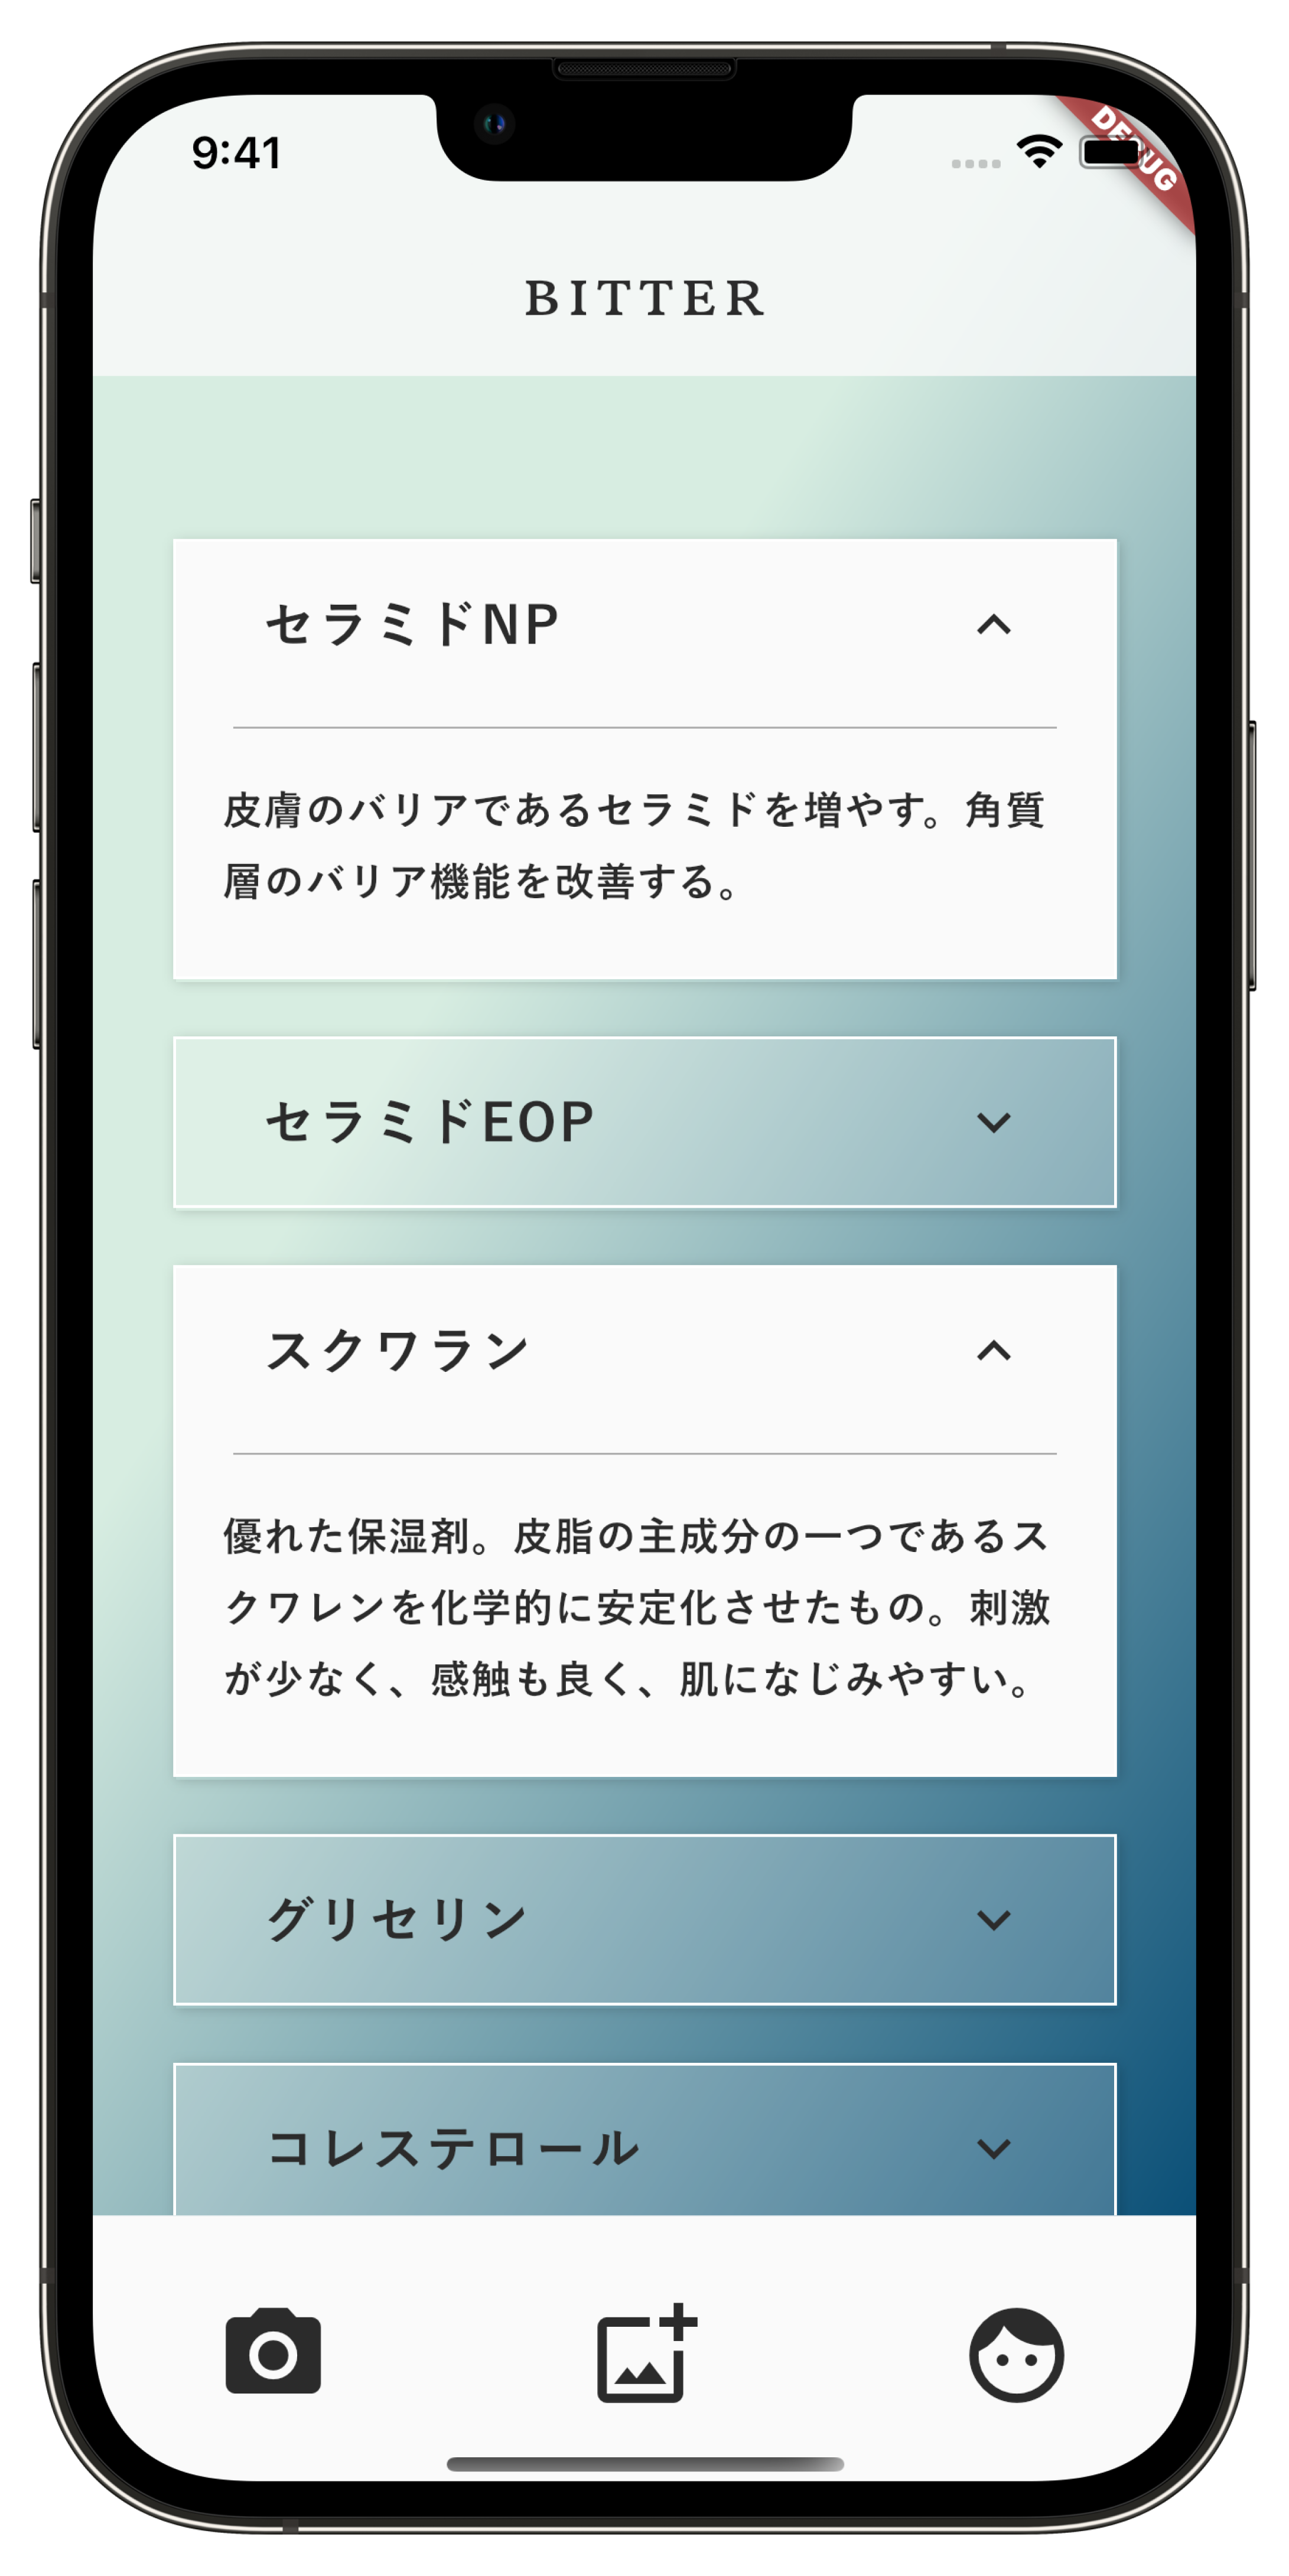 9:41
DEBUG
BITTER
セラミドNP
皮膚のバリアであるセラミドを増やす。角質
層のバリア機能を改善する。
セラミドEOP
スクワラン
優れた保湿剤。皮脂の主成分の一つであるス
クワレンを化学的に安定化させたもの。刺激
が少なく、感触も良く、肌になじみやすい。
グリセリン
コレステロール